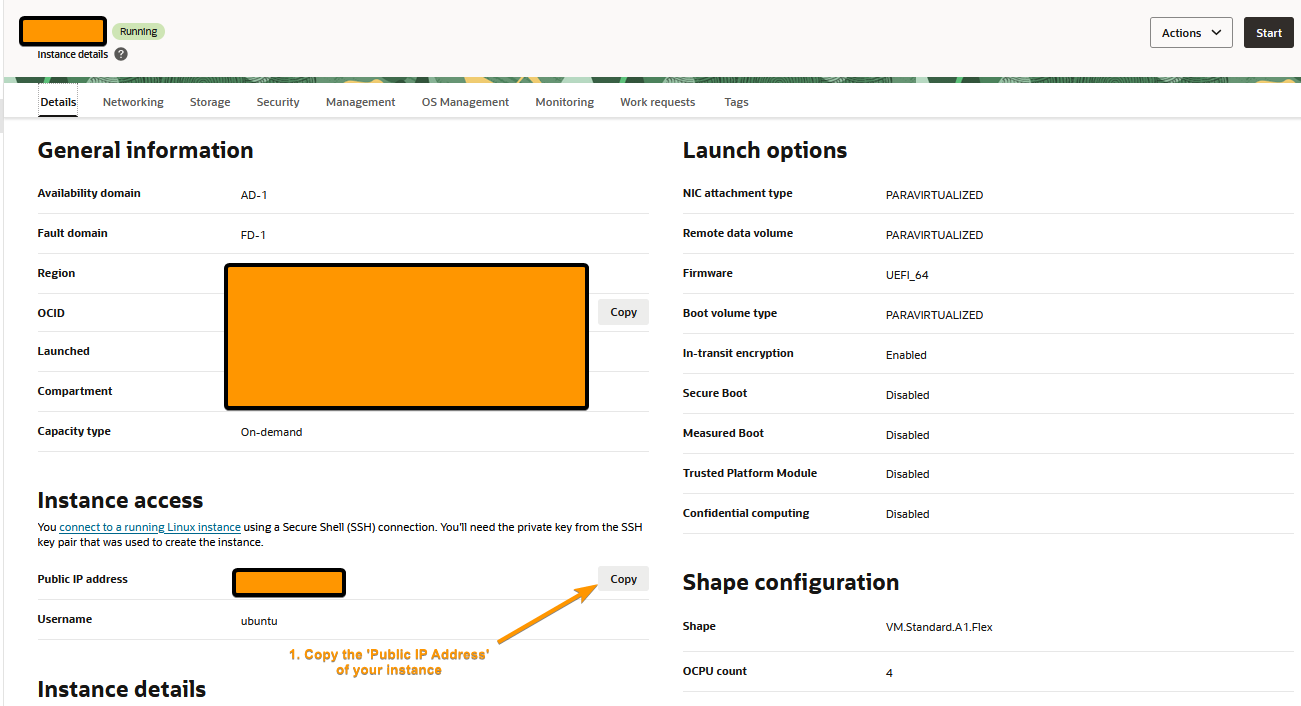 Running
Actions
Start
Instance details ?
Details Networking Storage Security Management OS Management Monitoring Work requests Tags
General information
Availability domain AD-1
Fault domain FD-1
Region
OCID Copy
Launched
Compartment
Capacity type On-demand
Instance access
You connect to a running Linux instance using a Secure Shell (SSH) connection. You'll need the private key from the SSH
key pair that was used to create the instance.
Public IP address Copy
Username ubuntu
1. Copy the 'Public IP Address'
of your instance
Instance details
Launch options
NIC attachment type PARAVIRTUALIZED
Remote data volume PARAVIRTUALIZED
Firmware UEFI_64
Boot volume type PARAVIRTUALIZED
In-transit encryption Enabled
Secure Boot Disabled
Measured Boot Disabled
Trusted Platform Module Disabled
Confidential computing Disabled
Shape configuration
Shape VM.Standard.A1.Flex
OCPU count 4